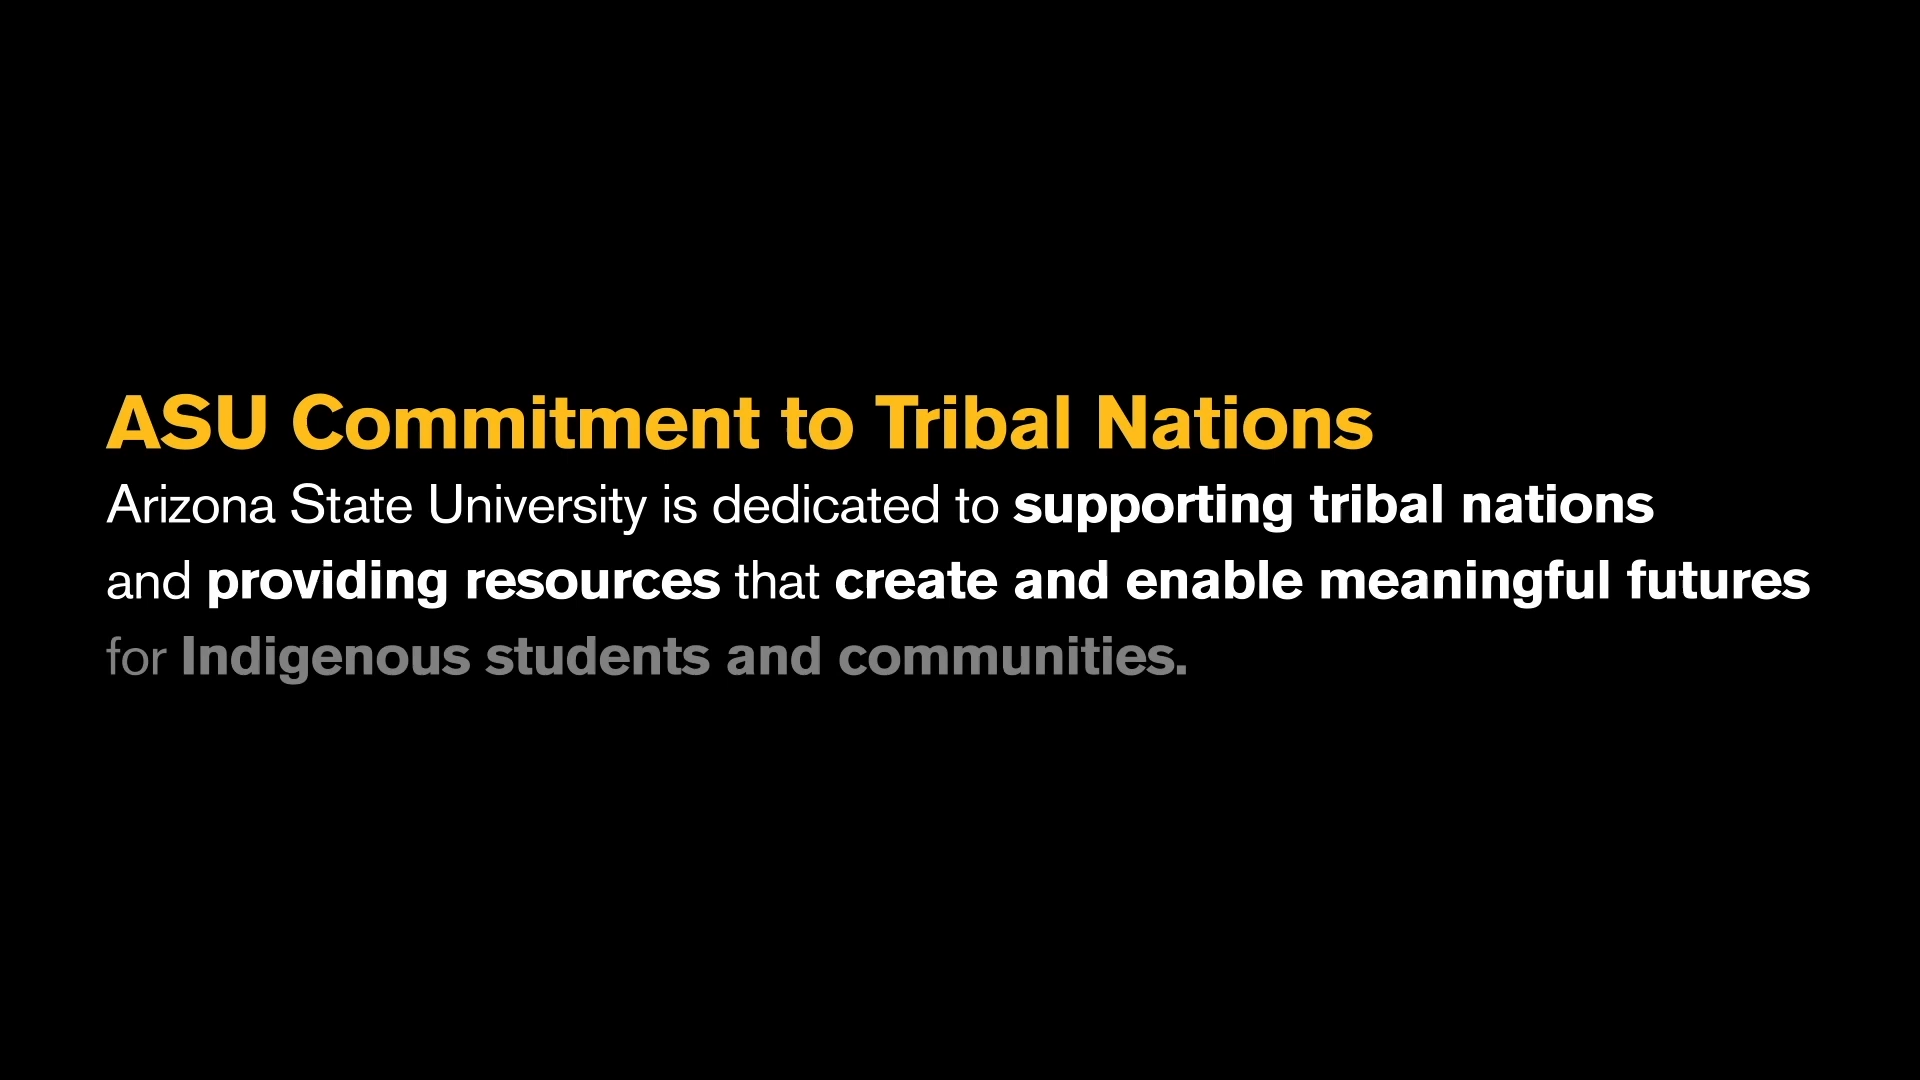 ASU Commitment to Tribal Nations
Arizona State University is dedicated to supporting tribal nations
and providing resources that create and enable meaningful futures
for Indigenous students and communities.